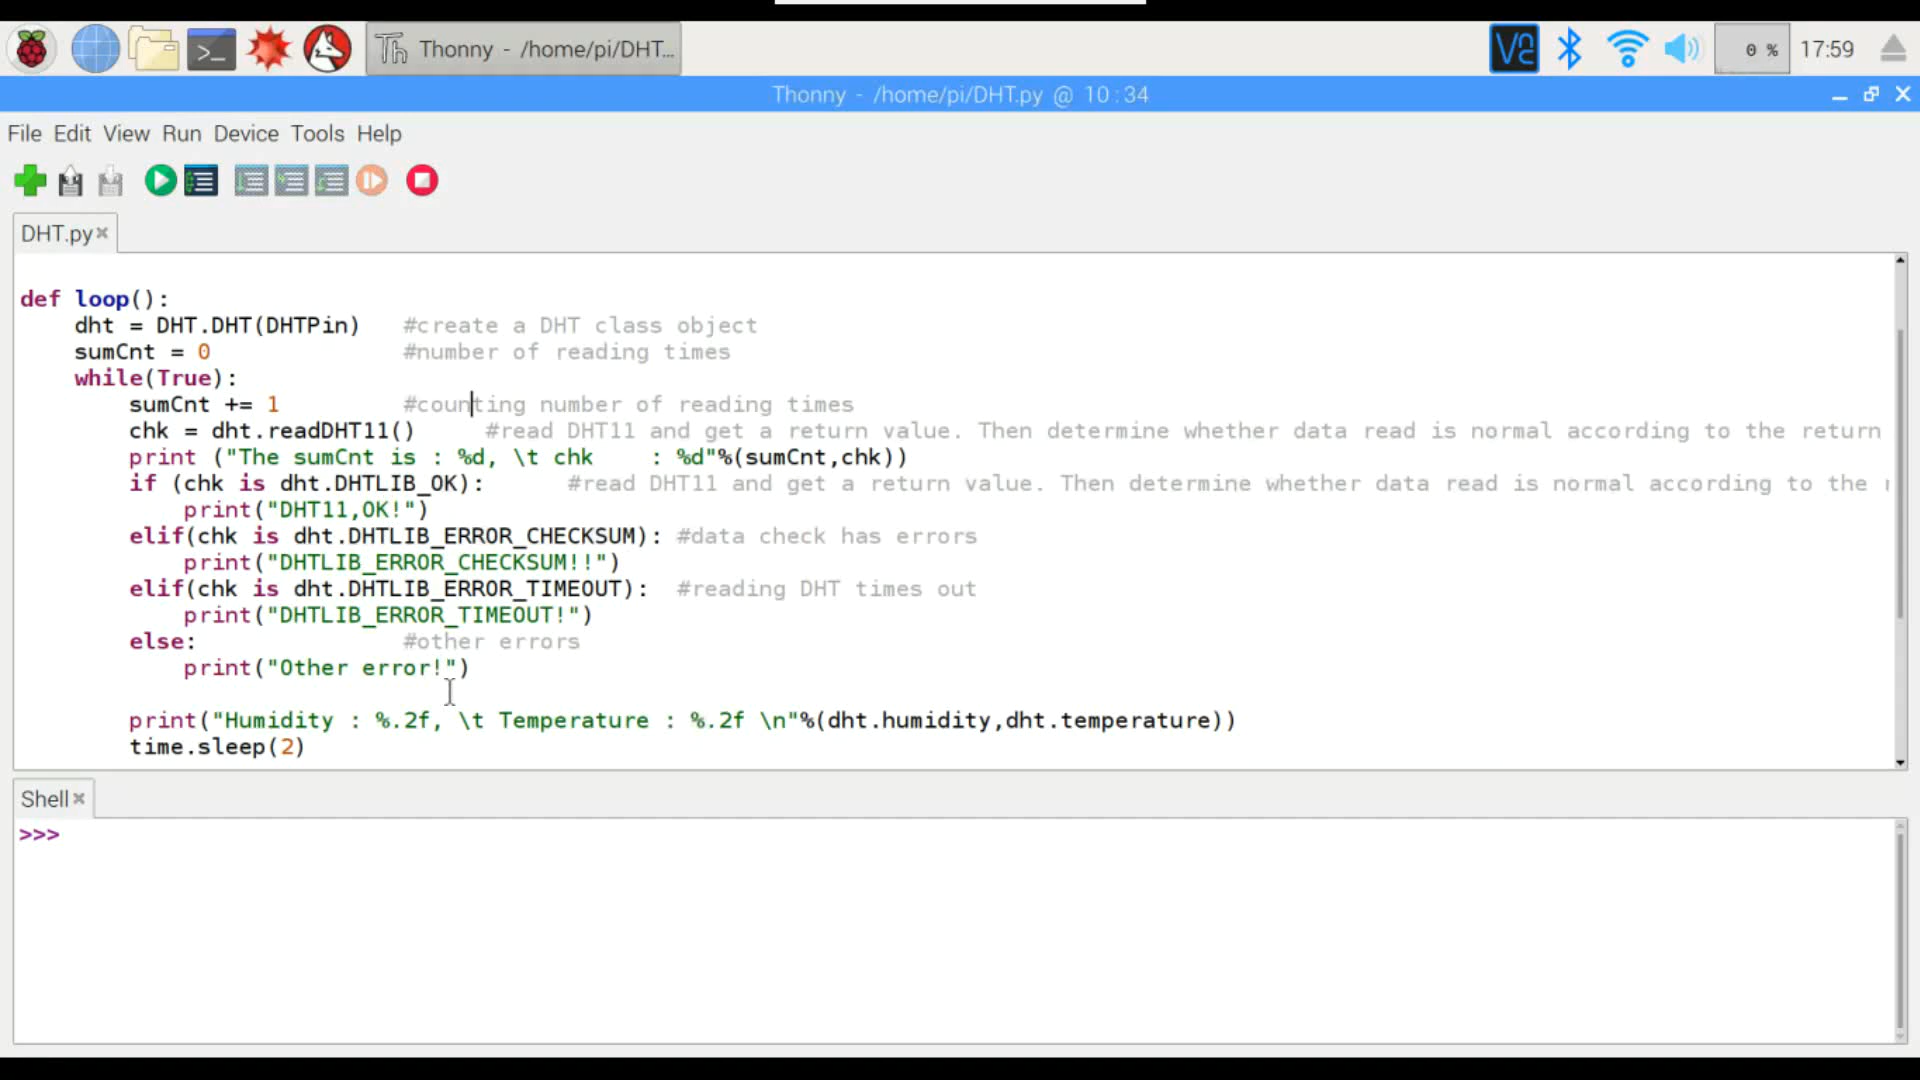 Thonny - /home/pi/DHT...
0 %
17:59
Thonny - /home/pi/DHT.py @ 10:34
File Edit View Run Device Tools Help
DHT.py
def loop():
    dht = DHT.DHT(DHTPin)   #create a DHT class object
    sumCnt = 0              #number of reading times
    while(True):
        sumCnt += 1         #counting number of reading times
        chk = dht.readDHT11()     #read DHT11 and get a return value. Then determine whether data read is normal according to the return
        print ("The sumCnt is : %d, \t chk    : %d"%(sumCnt,chk))
        if (chk is dht.DHTLIB_OK):      #read DHT11 and get a return value. Then determine whether data read is normal according to the
            print("DHT11,OK!")
        elif(chk is dht.DHTLIB_ERROR_CHECKSUM): #data check has errors
            print("DHTLIB_ERROR_CHECKSUM!!")
        elif(chk is dht.DHTLIB_ERROR_TIMEOUT):  #reading DHT times out
            print("DHTLIB_ERROR_TIMEOUT!")
        else:               #other errors
            print("Other error!")
        print("Humidity : %.2f, \t Temperature : %.2f \n"%(dht.humidity,dht.temperature))
        time.sleep(2)
Shell
>>>